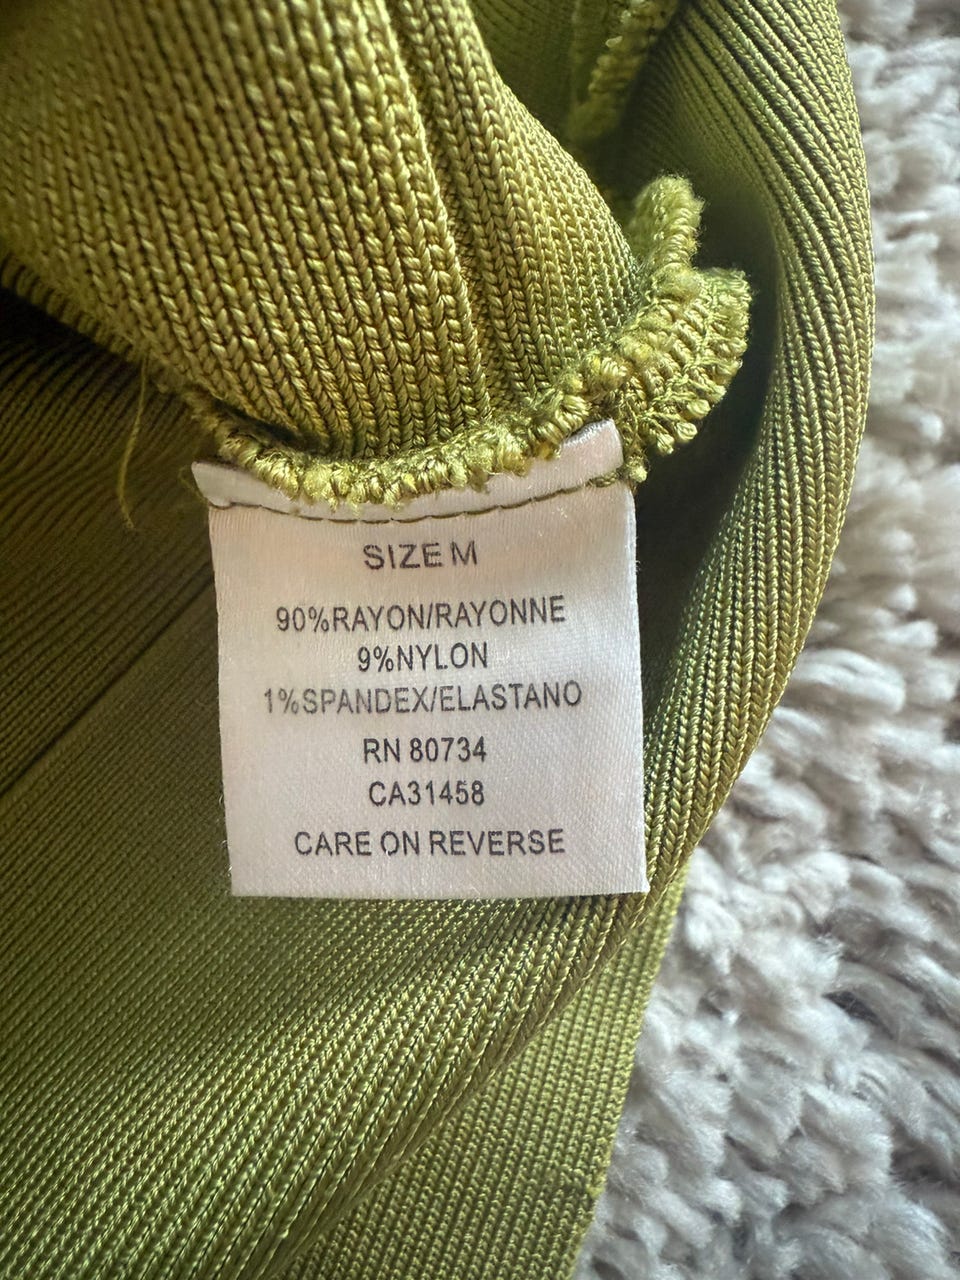 SIZE M
90%RAYON/RAYONNE
9%NYLON
1%SPANDEX/ELASTANO
RN 80734
CA31458
CARE ON REVERSE